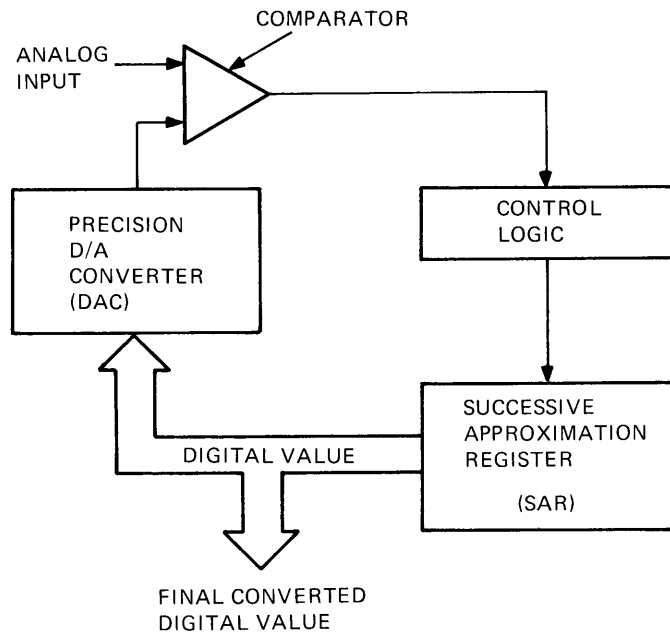 COMPARATOR
ANALOG
INPUT
PRECISION
D/A
CONVERTER
(DAC)
CONTROL
LOGIC
SUCCESSIVE
APPROXIMATION
REGISTER
(SAR)
DIGITAL VALUE
FINAL CONVERTED
DIGITAL VALUE